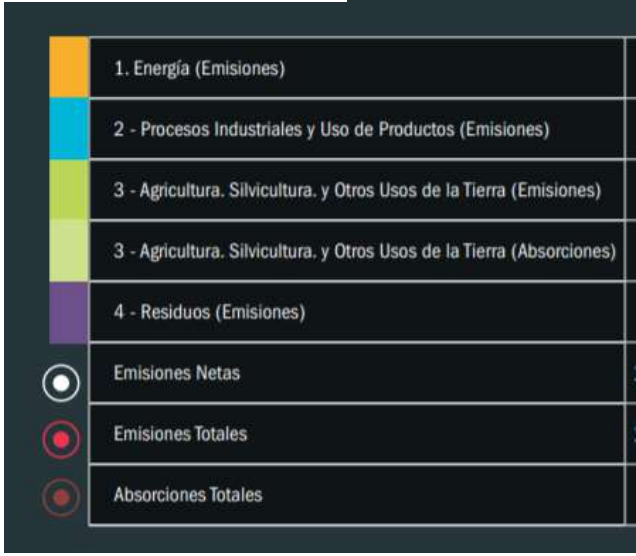 1. Energía (Emisiones)
2 - Procesos Industriales y Uso de Productos (Emisiones)
3 - Agricultura. Silvicultura. y Otros Usos de la Tierra (Emisiones)
3 - Agricultura. Silvicultura. y Otros Usos de la Tierra (Absorciones)
4 - Residuos (Emisiones)
Emisiones Netas
Emisiones Totales
Absorciones Totales